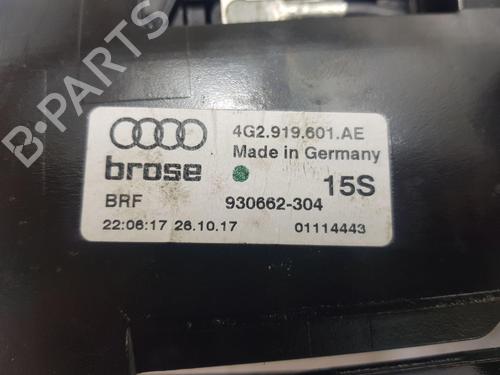 4G2.919.601.AE
Made in Germany
brose
15S
BRF
930662-304
22:06:17 26.10.17
01114443
B-PARTS